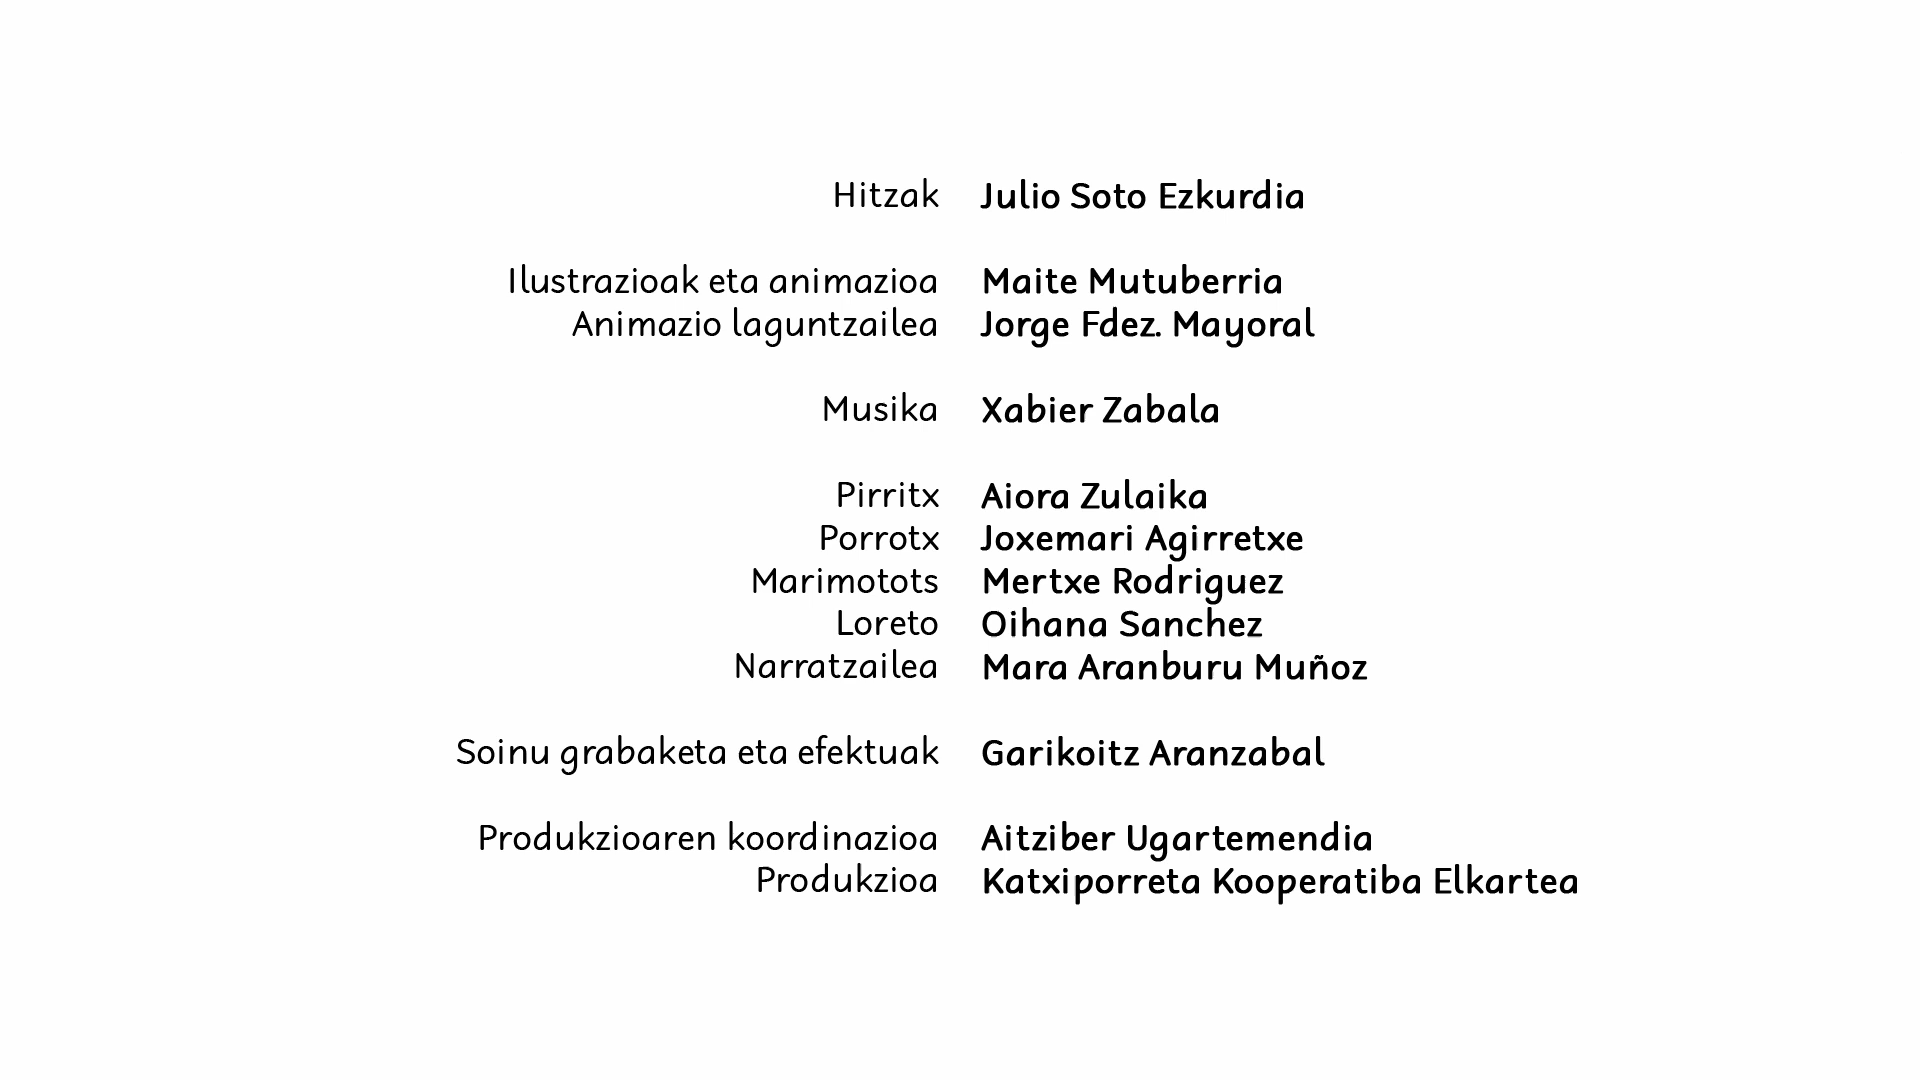 Hitzak Julio Soto Ezkurdia
Ilustrazioak eta animazioa Maite Mutuberria
Animazio laguntzailea Jorge Fdez. Mayoral
Musika Xabier Zabala
Pirritx Aiora Zulaika
Porrotx Joxemari Agirretxe
Marimotots Mertxe Rodriguez
Loreto Oihana Sanchez
Narratzailea Mara Aranburu Muñoz
Soinu grabaketa eta efektuak Garikoitz Aranzabal
Produkzioaren koordinazioa Aitziber Ugartemendia
Produkzioa Katxiporreta Kooperatiba Elkartea